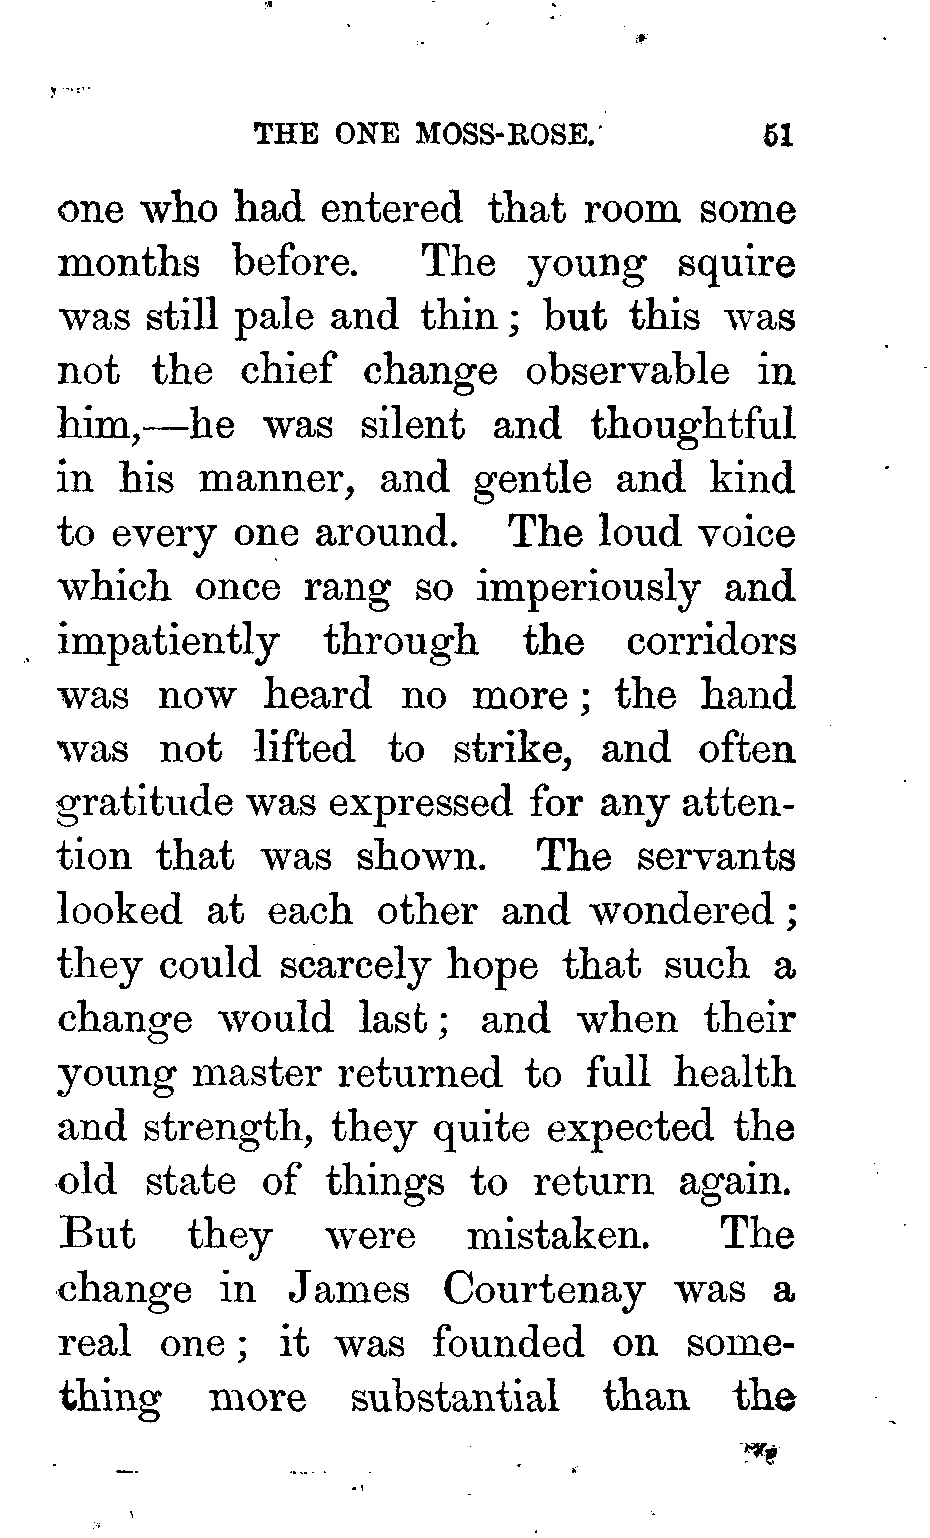 THE ONE MOSS-ROSE. 51
one who had entered that room some
months before. The young squire
was still pale and thin; but this was
not the chief change observable in
him,—he was silent and thoughtful
in his manner, and gentle and kind
to every one around. The loud voice
which once rang so imperiously and
impatiently through the corridors
was now heard no more; the hand
was not lifted to strike, and often
gratitude was expressed for any atten-
tion that was shown. The servants
looked at each other and wondered;
they could scarcely hope that such a
change would last; and when their
young master returned to full health
and strength, they quite expected the
old state of things to return again.
But they were mistaken. The
change in James Courtenay was a
real one; it was founded on some-
thing more substantial than the